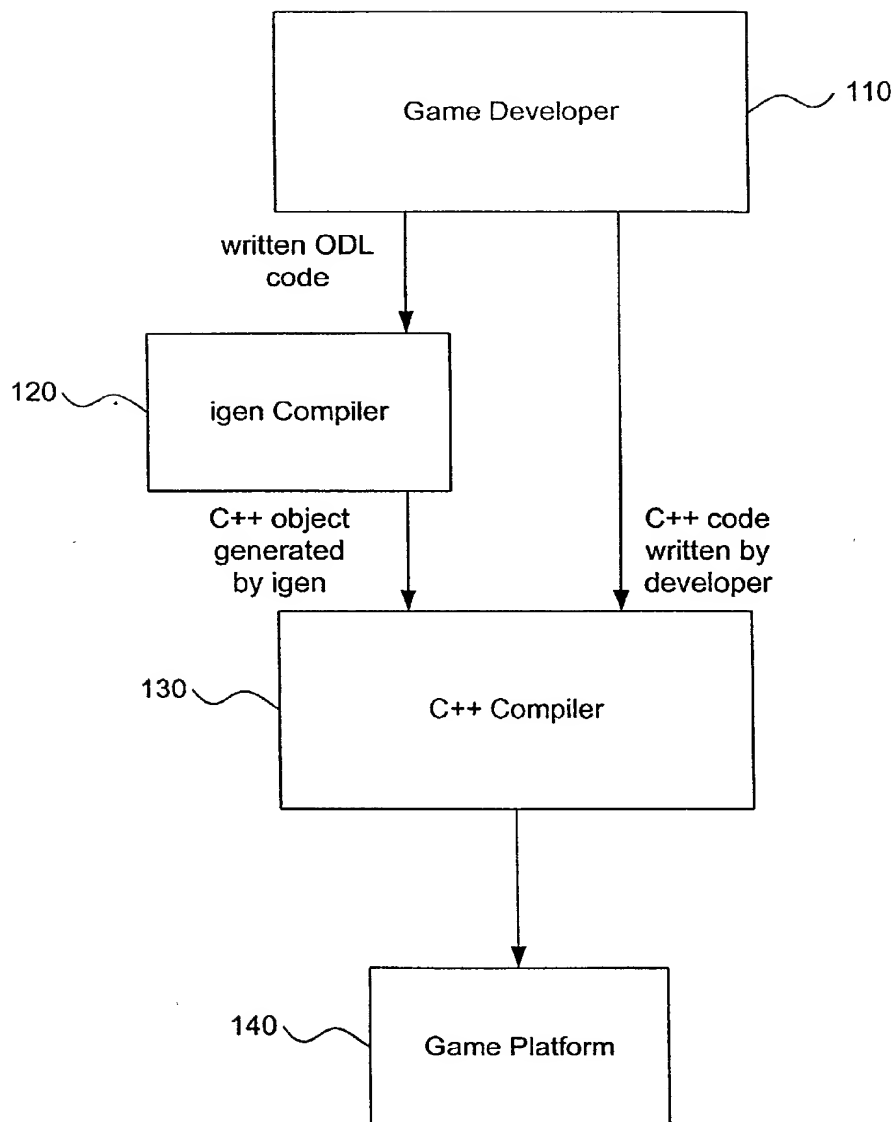 Game Developer
110
written ODL
code
120
igen Compiler
C++ object
generated
by igen
C++ code
written by
developer
130
C++ Compiler
140
Game Platform